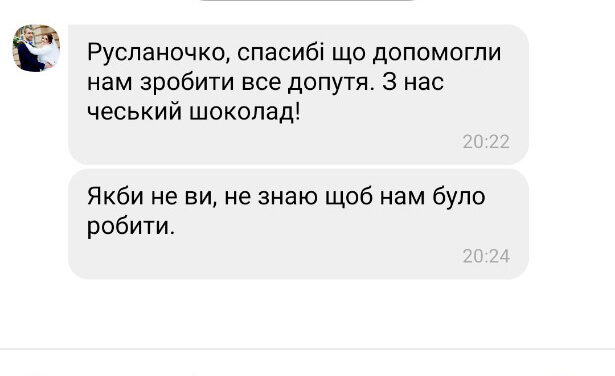 Русланочко, спасибі що допомогли
нам зробити все допутя. З нас
чеський шоколад!
20:22
Якби не ви, не знаю щоб нам було
робити.
20:24